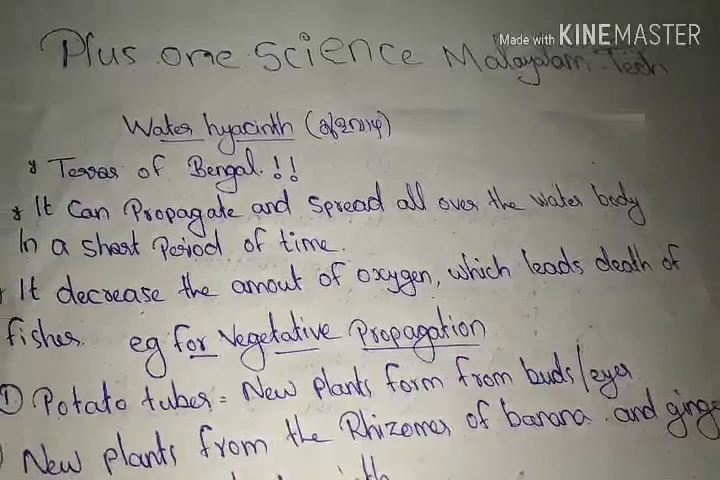 Made with KINEMASTER
Plus one Science Malayalam Tech
Water hyacinth (കുളവാഴ)
* Terror of Bengal!!
* It can Propagate and spread all over the water body
In a short Period of time.
It decrease the amout of oxygen, which leads death of
fishes. eg for Vegetative Propagation
① Potato tuber = New plants form from buds/eyes
New plants from the Rhizomes of banana and ginge